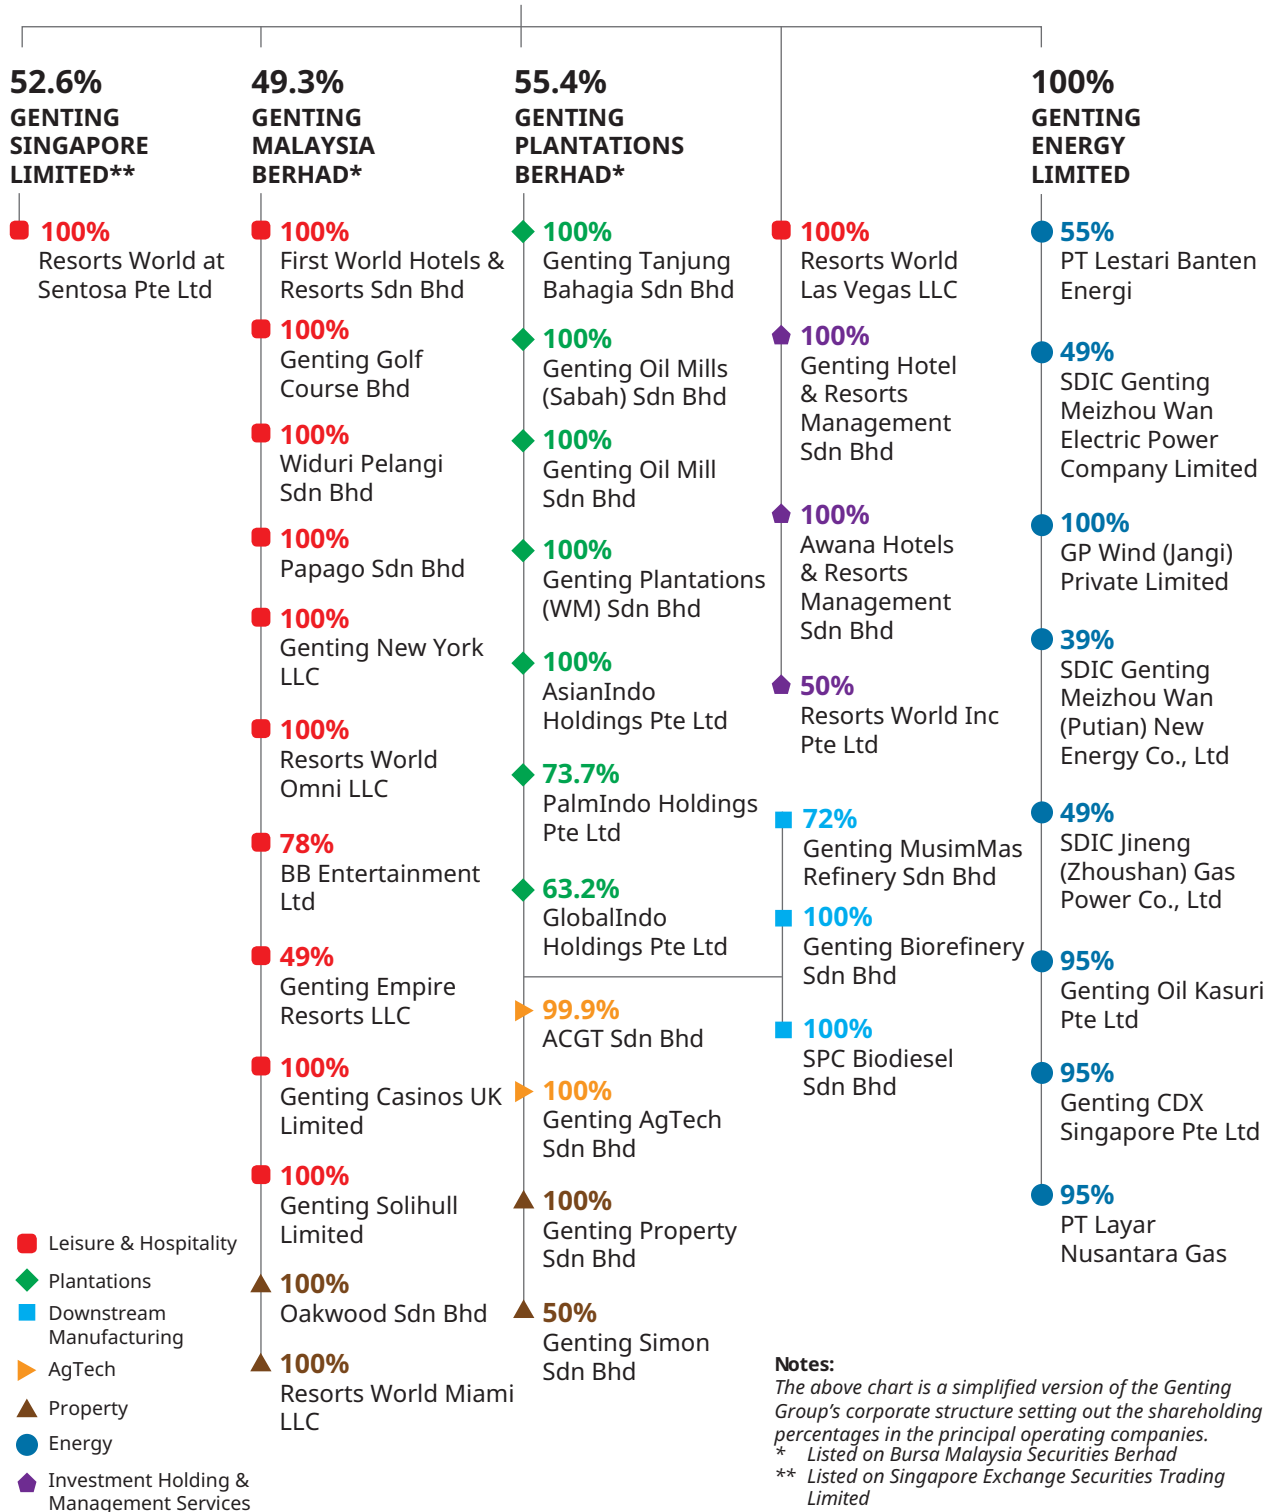 52.6%
GENTING
SINGAPORE
LIMITED**
100%
Resorts World at
Sentosa Pte Ltd
49.3%
GENTING
MALAYSIA
BERHAD*
100%
First World Hotels &
Resorts Sdn Bhd
100%
Genting Golf
Course Bhd
100%
Widuri Pelangi
Sdn Bhd
100%
Papago Sdn Bhd
100%
Genting New York
LLC
100%
Resorts World
Omni LLC
78%
BB Entertainment
Ltd
49%
Genting Empire
Resorts LLC
100%
Genting Casinos UK
Limited
100%
Genting Solihull
Limited
100%
Oakwood Sdn Bhd
100%
Resorts World Miami
LLC
55.4%
GENTING
PLANTATIONS
BERHAD*
100%
Genting Tanjung
Bahagia Sdn Bhd
100%
Genting Oil Mills
(Sabah) Sdn Bhd
100%
Genting Oil Mill
Sdn Bhd
100%
Genting Plantations
(WM) Sdn Bhd
100%
AsianIndo
Holdings Pte Ltd
73.7%
PalmIndo Holdings
Pte Ltd
63.2%
GlobalIndo
Holdings Pte Ltd
99.9%
ACGT Sdn Bhd
100%
Genting AgTech
Sdn Bhd
100%
Genting Property
Sdn Bhd
50%
Genting Simon
Sdn Bhd
100%
Resorts World
Las Vegas LLC
100%
Genting Hotel
& Resorts
Management
Sdn Bhd
100%
Awana Hotels
& Resorts
Management
Sdn Bhd
50%
Resorts World Inc
Pte Ltd
72%
Genting MusimMas
Refinery Sdn Bhd
100%
Genting Biorefinery
Sdn Bhd
100%
SPC Biodiesel
Sdn Bhd
100%
GENTING
ENERGY
LIMITED
55%
PT Lestari Banten
Energi
49%
SDIC Genting
Meizhou Wan
Electric Power
Company Limited
100%
GP Wind (Jangi)
Private Limited
39%
SDIC Genting
Meizhou Wan
(Putian) New
Energy Co., Ltd
49%
SDIC Jineng
(Zhoushan) Gas
Power Co., Ltd
95%
Genting Oil Kasuri
Pte Ltd
95%
Genting CDX
Singapore Pte Ltd
95%
PT Layar
Nusantara Gas
Leisure & Hospitality
Plantations
Downstream
Manufacturing
AgTech
Property
Energy
Investment Holding &
Management Services
Notes:
The above chart is a simplified version of the Genting
Group's corporate structure setting out the shareholding
percentages in the principal operating companies.
* Listed on Bursa Malaysia Securities Berhad
** Listed on Singapore Exchange Securities Trading
Limited